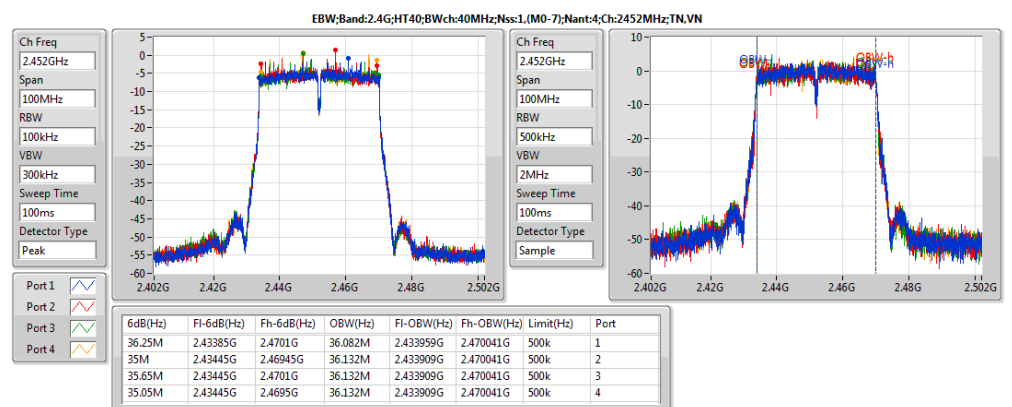 EBW;Band:2.4G;HT40;BWch:40MHz;Nss:1,(M0-7);Nant:4;Ch:2452MHz;TN,VN
Ch Freq
2.452GHz
Span
100MHz
RBW
100kHz
VBW
300kHz
Sweep Time
100ms
Detector Type
Peak
5
0
-5
-10
-15
-20
-25
-30
-35
-40
-45
-50
-55
-60
2.402G 2.42G 2.44G 2.46G 2.48G 2.502G
Ch Freq
2.452GHz
Span
100MHz
RBW
500kHz
VBW
2MHz
Sweep Time
100ms
Detector Type
Sample
10
0
-10
-20
-30
-40
-50
-60
OBW-h
2.402G 2.42G 2.44G 2.46G 2.48G 2.502G
Port 1
Port 2
Port 3
Port 4
6dB(Hz) Fl-6dB(Hz) Fh-6dB(Hz) OBW(Hz) Fl-OBW(Hz) Fh-OBW(Hz) Limit(Hz) Port
36.25M 2.43385G 2.4701G 36.082M 2.433959G 2.470041G 500k 1
35M 2.43445G 2.46945G 36.132M 2.433909G 2.470041G 500k 2
35.65M 2.43445G 2.4701G 36.132M 2.433909G 2.470041G 500k 3
35.05M 2.43445G 2.4695G 36.132M 2.433909G 2.470041G 500k 4